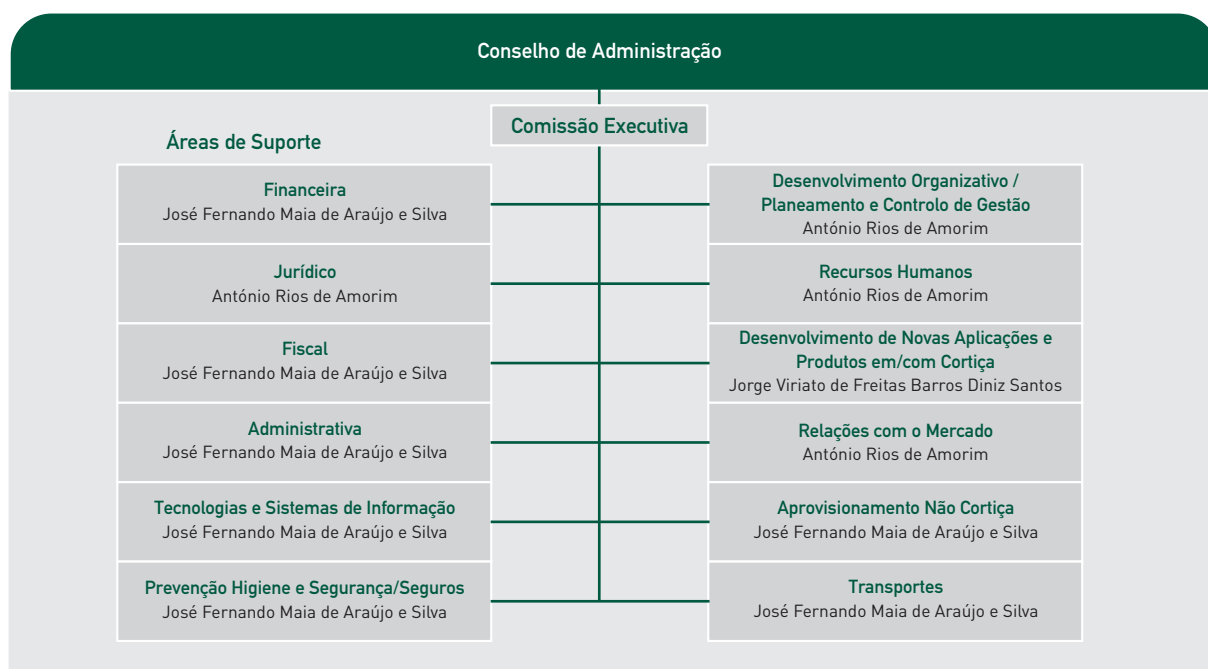 Conselho de Administração
Comissão Executiva
Áreas de Suporte
Financeira
José Fernando Maia de Araújo e Silva
Jurídico
António Rios de Amorim
Fiscal
José Fernando Maia de Araújo e Silva
Administrativa
José Fernando Maia de Araújo e Silva
Tecnologias e Sistemas de Informação
José Fernando Maia de Araújo e Silva
Prevenção Higiene e Segurança/Seguros
José Fernando Maia de Araújo e Silva
Desenvolvimento Organizativo /
Planeamento e Controlo de Gestão
António Rios de Amorim
Recursos Humanos
António Rios de Amorim
Desenvolvimento de Novas Aplicações e
Produtos em/com Cortiça
Jorge Viriato de Freitas Barros Diniz Santos
Relações com o Mercado
António Rios de Amorim
Aprovisionamento Não Cortiça
José Fernando Maia de Araújo e Silva
Transportes
José Fernando Maia de Araújo e Silva